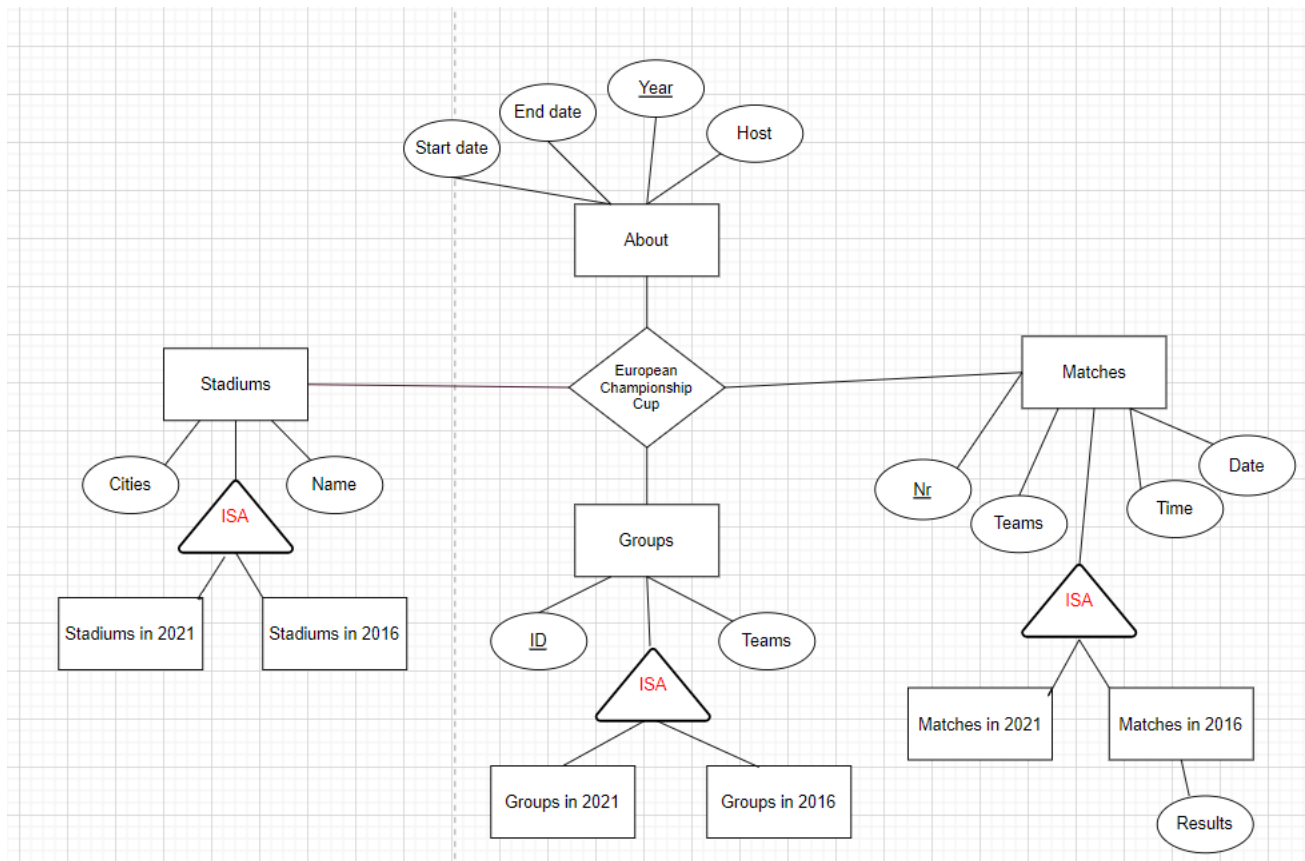 Year
End date
Host
Start date
About
European
Championship
Cup
Matches
Stadiums
Date
Cities
Name
Nr
Time
ISA
Teams
Groups
ISA
Stadiums in 2021
Stadiums in 2016
ID
Teams
ISA
Matches in 2021
Matches in 2016
Groups in 2021
Groups in 2016
Results